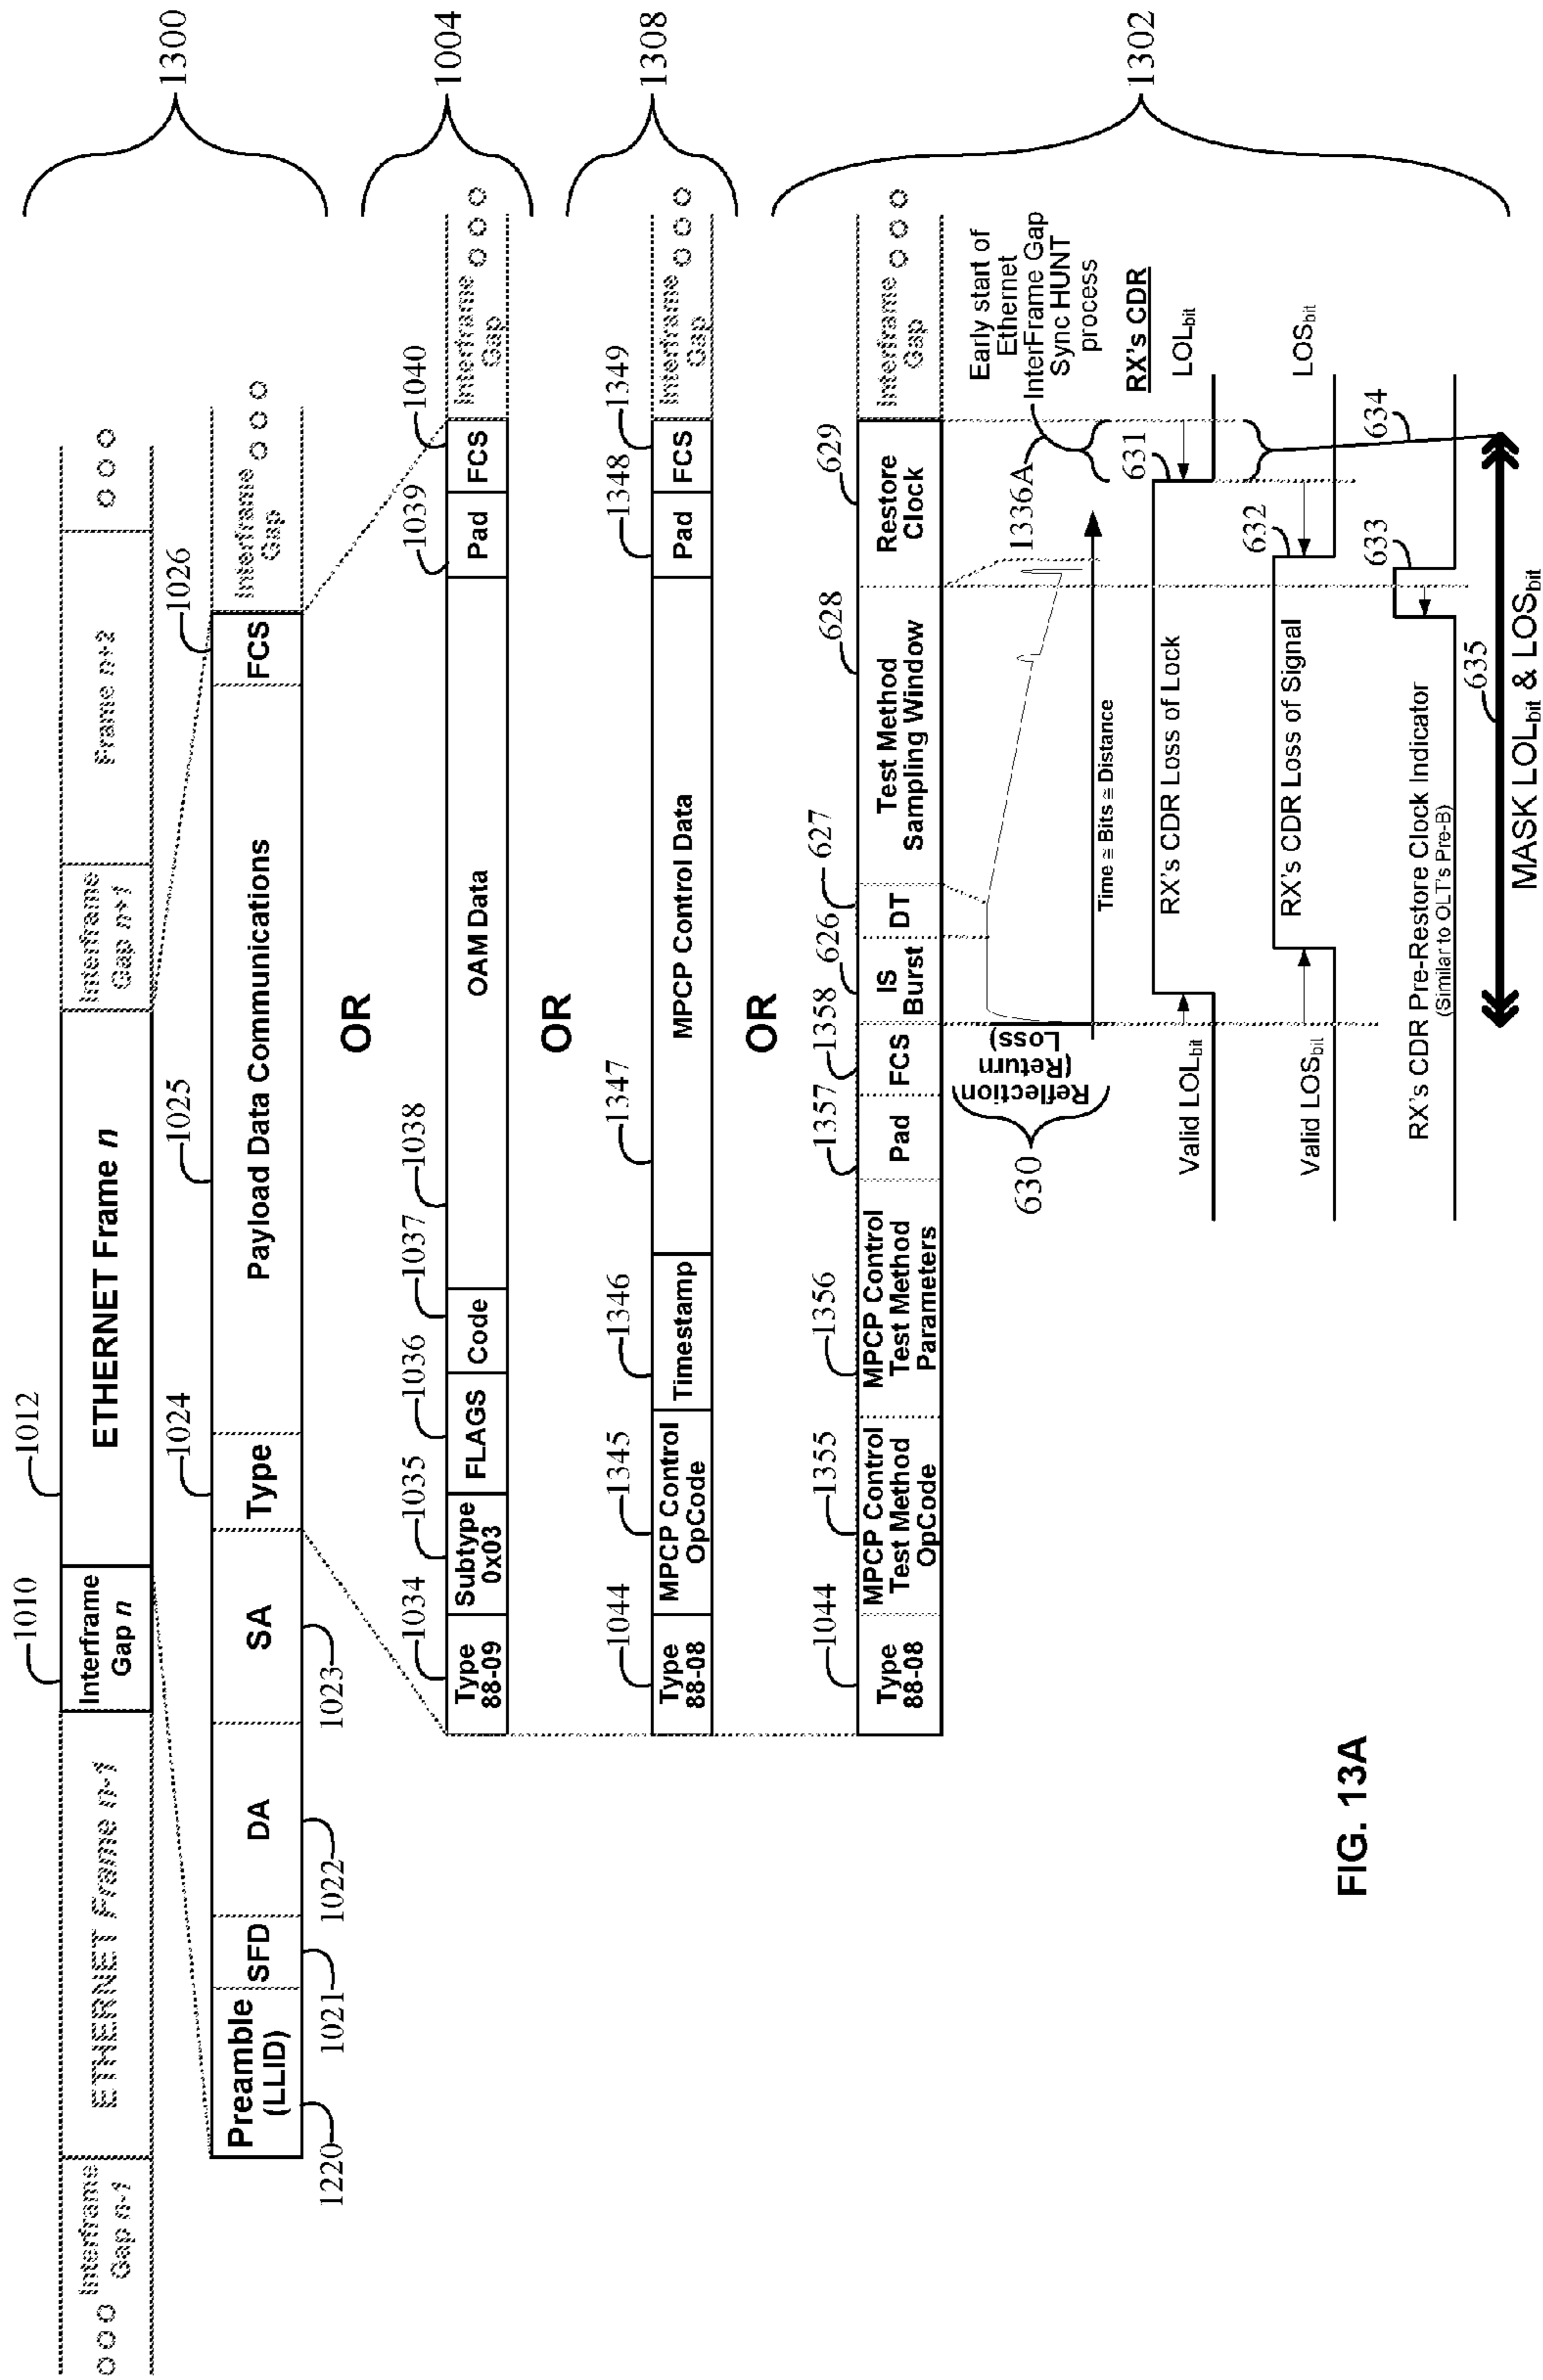 1010
1012
1300
ooo Interframe Gap n-1
ETHERNET Frame n-1
Interframe Gap n
ETHERNET Frame n
Interframe Gap n+1
Frame n+2
ooo
1024
1025
1026
Preamble (LLID)
SFD
DA
SA
Type
Payload Data Communications
FCS
Interframe Gap ooo
1220
1021
1022
1023
OR
1034
1035
1036
1037
1038
1039
1040
1004
Type 88-09
Subtype 0x03
FLAGS
Code
OAM Data
Pad
FCS
Interframe Gap ooo
OR
1044
1345
1346
1347
1348
1349
1308
Type 88-08
MPCP Control OpCode
Timestamp
MPCP Control Data
Pad
FCS
Interframe Gap ooo
OR
1044
1355
1356
1357
1358
626
627
628
629
1302
Type 88-08
MPCP Control Test Method OpCode
MPCP Control Test Method Parameters
Pad
FCS
IS Burst
DT
Test Method Sampling Window
Restore Clock
Interframe Gap ooo
630
Reflection
(Return
Loss)
Time ≅ Bits ≅ Distance
1336A
Early start of
Ethernet
InterFrame Gap
Sync HUNT
process
RX's CDR
631
Valid LOLbit
RX's CDR Loss of Lock
LOLbit
632
Valid LOSbit
RX's CDR Loss of Signal
LOSbit
633
634
RX's CDR Pre-Restore Clock Indicator
(Similar to OLT's Pre-B)
635
MASK LOLbit & LOSbit
FIG. 13A